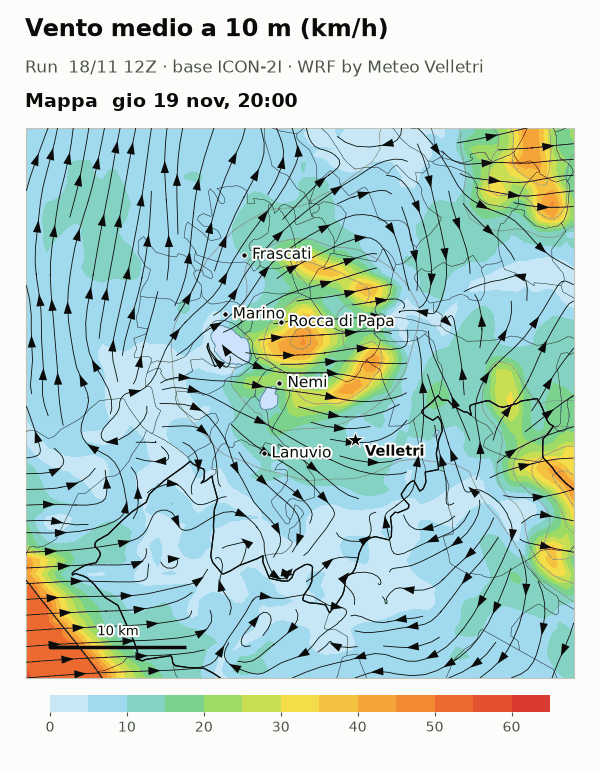 Vento medio a 10 m (km/h)
Run 18/11 12Z · base ICON-2I · WRF by Meteo Velletri
Mappa gio 19 nov, 20:00
Frascati
Marino
Rocca di Papa
Nemi
Lanuvio
Velletri
10 km
0 10 20 30 40 50 60